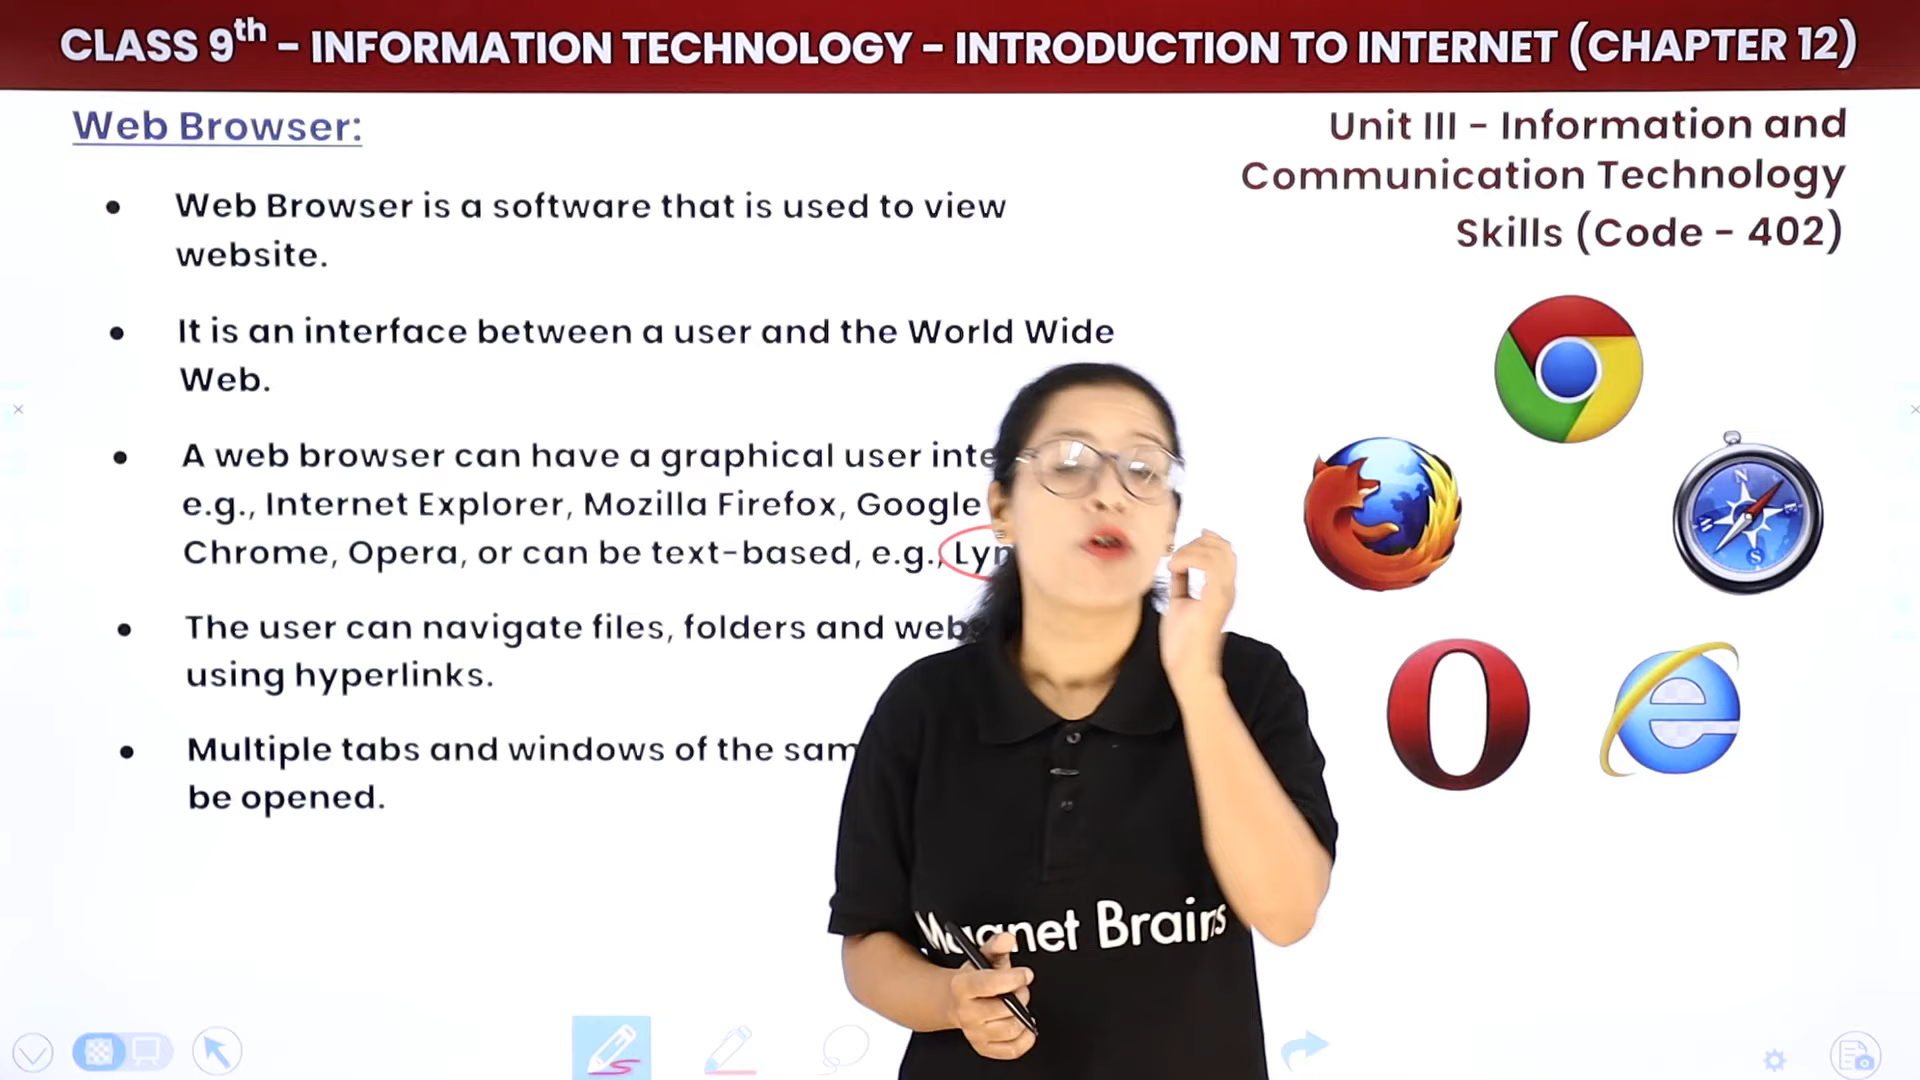 CLASS 9th - INFORMATION TECHNOLOGY - INTRODUCTION TO INTERNET (CHAPTER 12)
Web Browser:
Unit III - Information and
Communication Technology
Skills (Code - 402)
• Web Browser is a software that is used to view
website.
• It is an interface between a user and the World Wide
Web.
• A web browser can have a graphical user
e.g., Internet Explorer, Mozilla Firefox, Google
Chrome, Opera, or can be text-based, e.g.,
• The user can navigate files, folders and
using hyperlinks.
• Multiple tabs and windows of the
be opened.
Magnet Brains